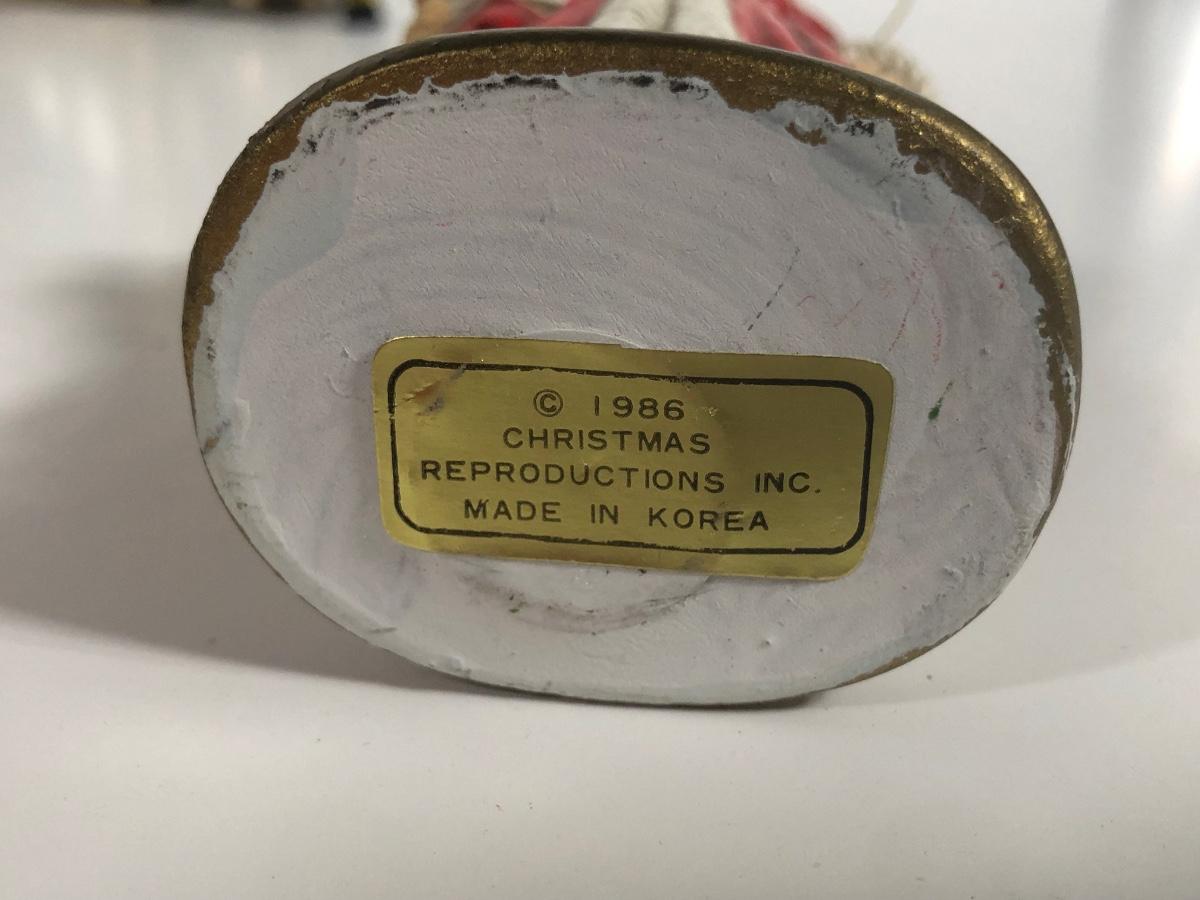 © 1986
CHRISTMAS
REPRODUCTIONS INC.
MADE IN KOREA